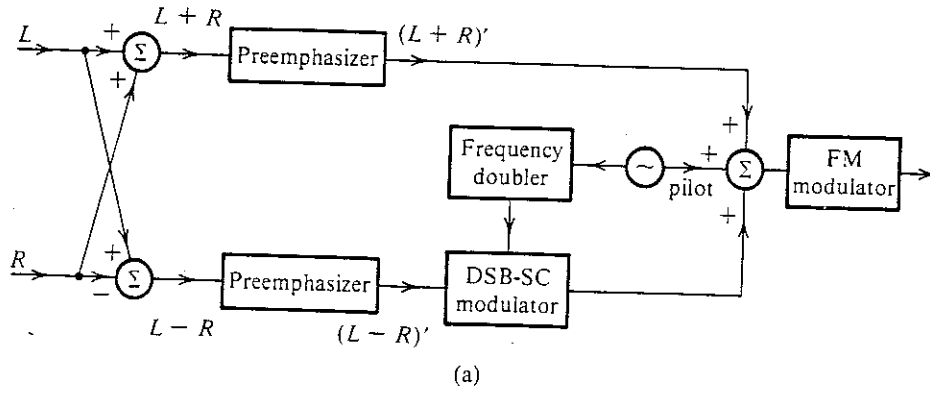 L
+
Σ
+
L + R
Preemphasizer
(L + R)′
Frequency
doubler
~
pilot
+
+
Σ
+
FM
modulator
R
+
Σ
−
L − R
Preemphasizer
(L − R)′
DSB-SC
modulator
(a)